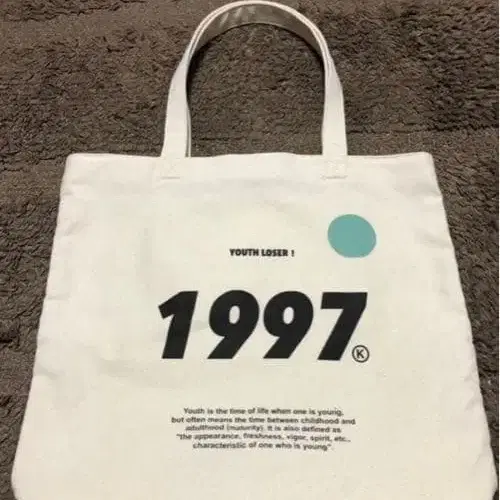 YOUTH LOSER !
1997
Ⓚ
Youth is the time of life when one is young,
but often means the time between childhood and
adulthood (maturity). It is also defined as
"the appearance, freshness, vigor, spirit, etc.,
characteristic of one who is young".